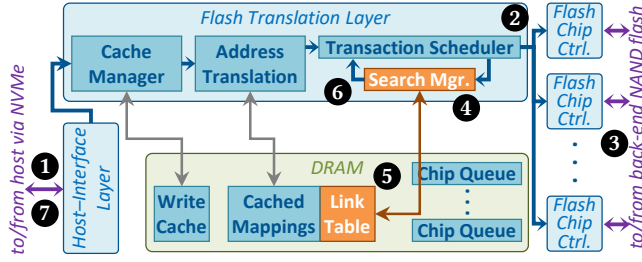 Flash Translation Layer
2
Cache
Manager
Address
Translation
Transaction Scheduler
Search Mgr.
6
4
Flash
Chip
Ctrl.
Flash
Chip
Ctrl.
3
Flash
Chip
Ctrl.
to/from back-end NAND flash
to/from host via NVMe
1
7
Host–Interface
Layer
DRAM
5
Write
Cache
Cached
Mappings
Link
Table
Chip Queue
Chip Queue